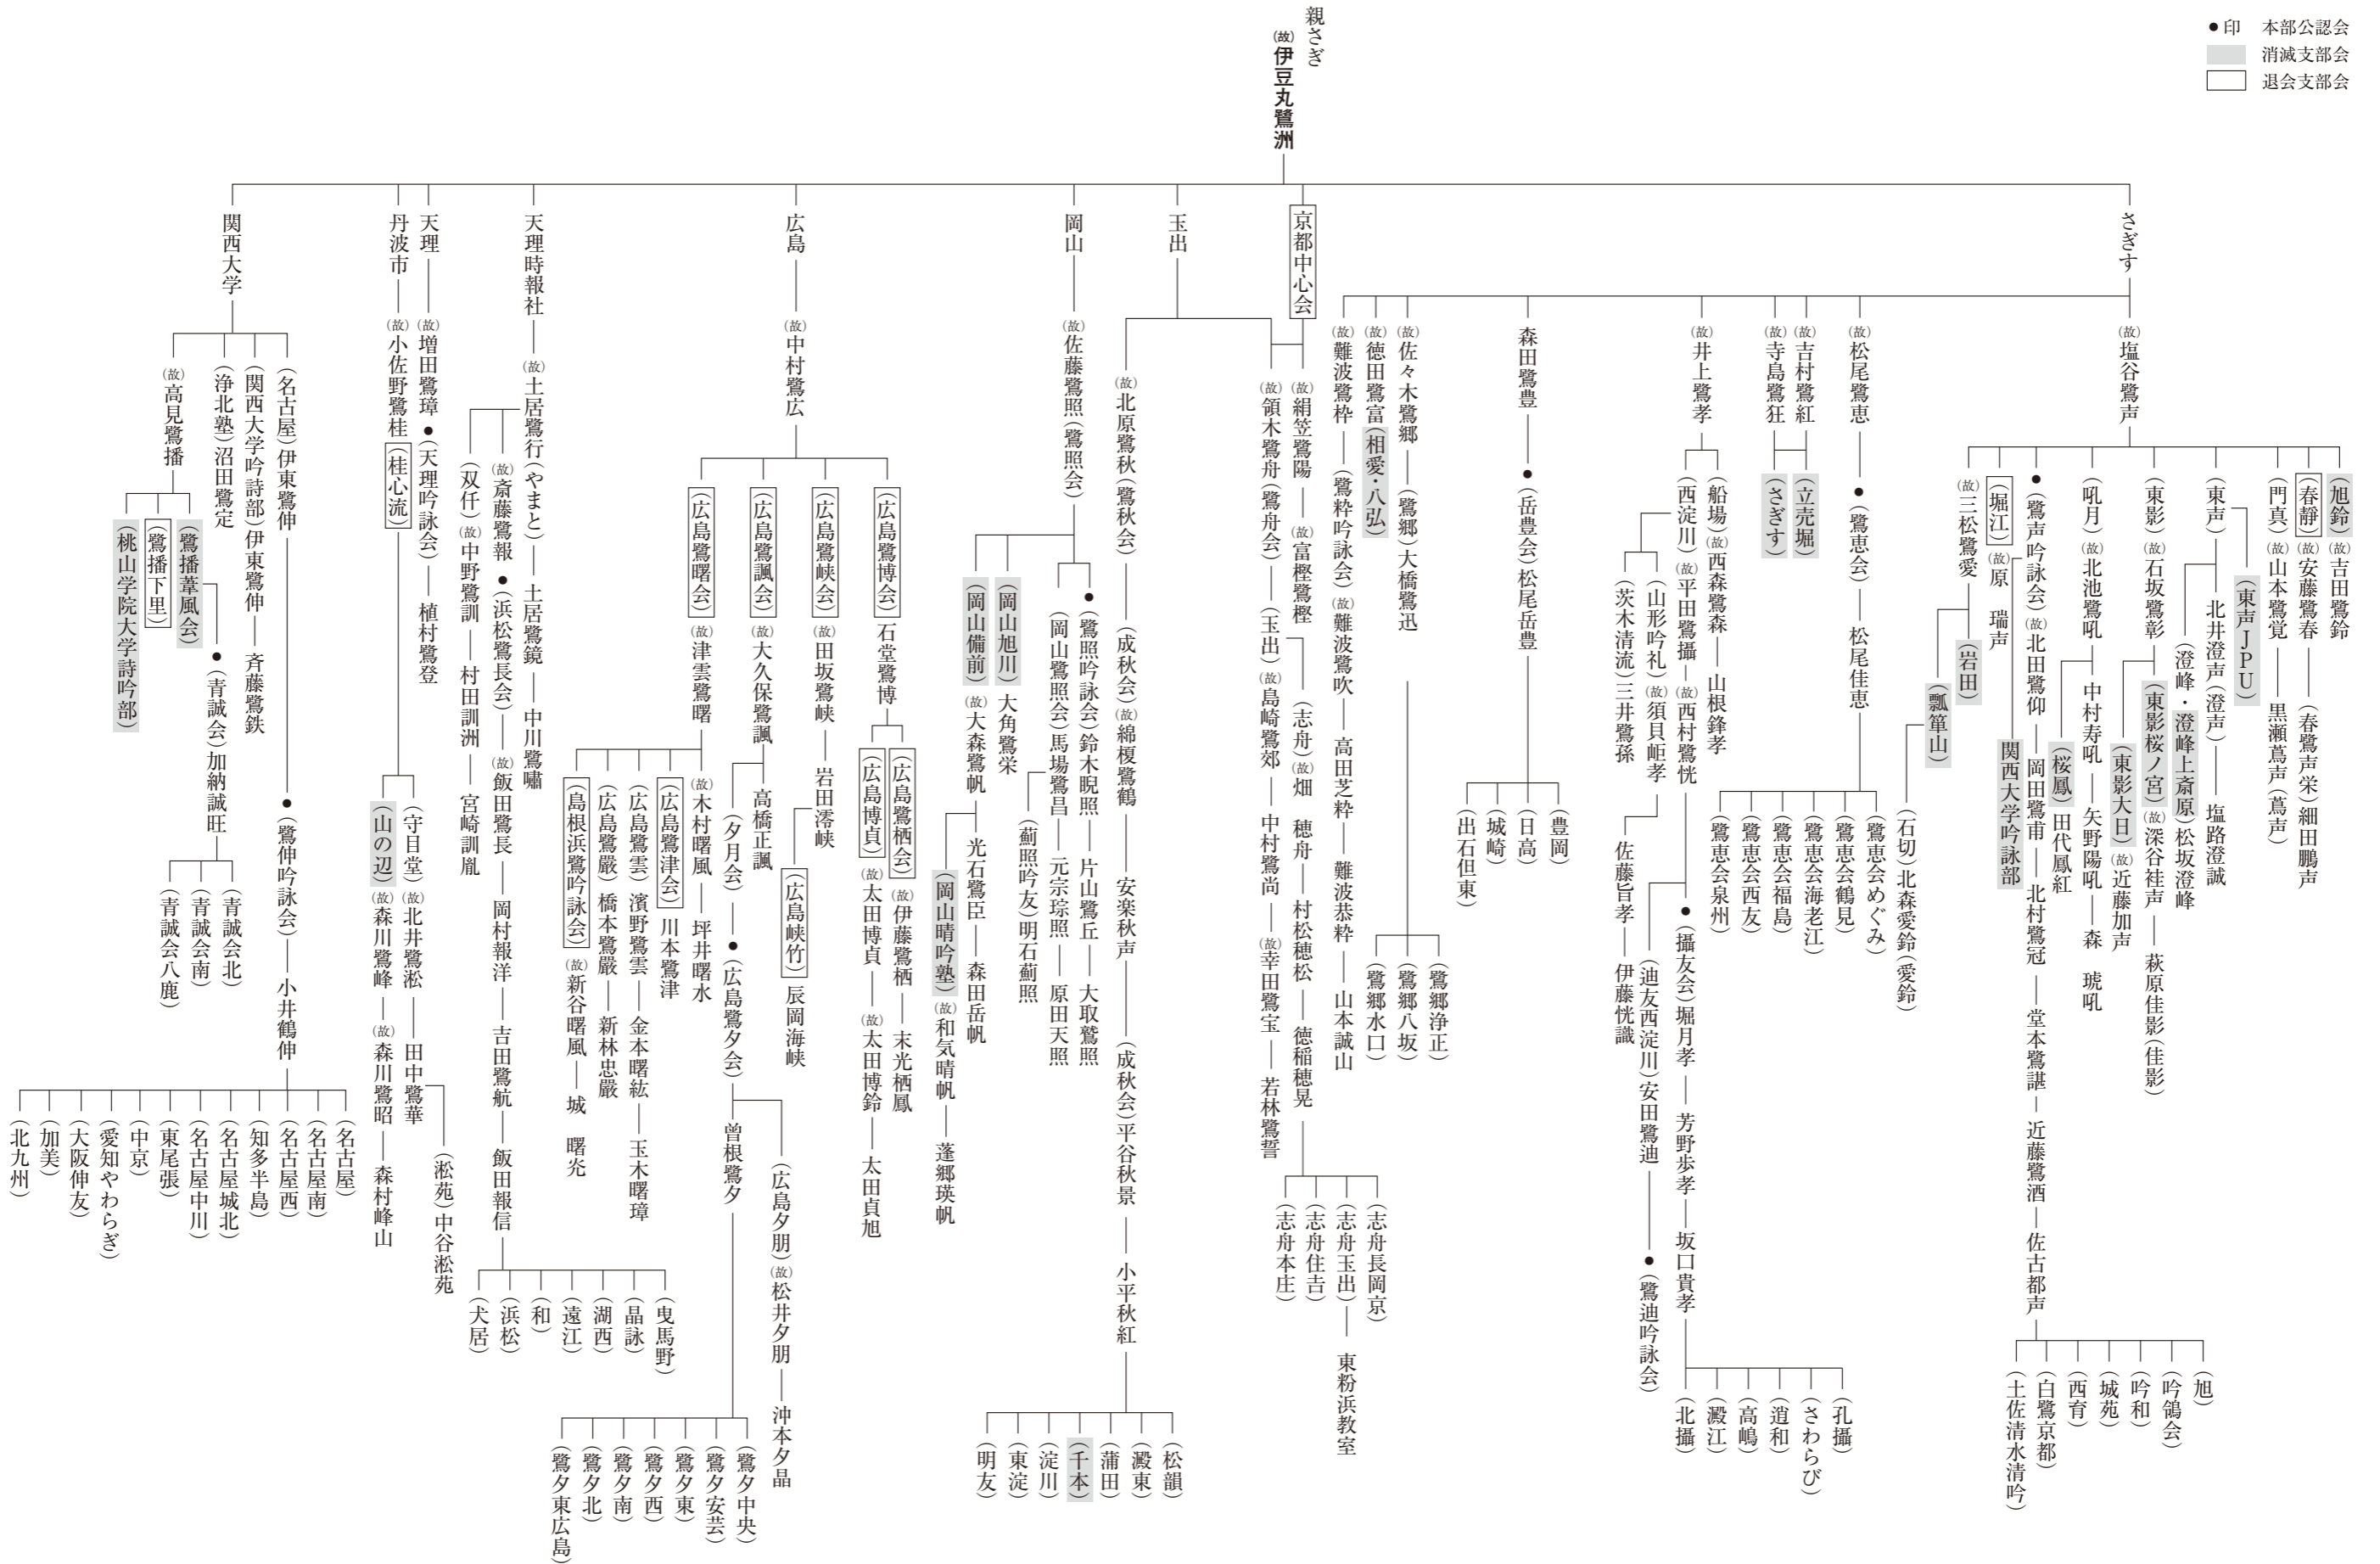 ●印　本部公認会
消滅支部会
退会支部会
親さぎ
(故)伊豆丸鷺洲
さぎす
京都中心会
玉出
岡山
広島
天理時報社
天理
丹波市
関西大学
(故)塩谷鷺声
(旭鈴)(故)吉田鷺鈴
(春靜)(故)安藤鷺春
(春鷺声栄)細田鵬声
(門真)(故)山本鷺覚
黒瀬蔦声(蔦声)
(東声)
(東声JPU)
北井澄声(澄声)
塩路澄誠
(澄峰・澄峰上斎原)松坂澄峰
(東影)(故)石坂鷺彰
(東影桜ノ宮)(故)深谷祥声
萩原佳影(佳影)
(東影大日)(故)近藤加声
(吼月)(故)北池鷺吼
中村寿吼
矢野陽吼
森　琥吼
(桜鳳)田代鳳紅
●(鷺声吟詠会)(故)北田鷺仰
岡田鷺甫
北村鷺冠
堂本鷺諶
近藤鷺酒
佐古都声
(旭)
(吟鴿会)
(吟和)
(城苑)
(西育)
(白鷺京都)
(土佐清水清吟)
(堀江)(故)原　瑞声
関西大学吟詠部
(故)三松鷺愛
(岩田)
(瓢箪山)
(石切)北森愛鈴(愛鈴)
(故)松尾鷺恵
●(鷺恵会)
松尾佳恵
(鷺恵会めぐみ)
(鷺恵会鶴見)
(鷺恵会海老江)
(鷺恵会福島)
(鷺恵会西友)
(鷺恵会泉州)
(故)吉村鷺紅
(立売堀)
(故)寺島鷺狂
(さぎす)
(故)井上鷺孝
(船場)(故)西森鷺森
山根鋒孝
(西淀川)(故)平田鷺攝
(故)西村鷺恍
(山形吟礼)(故)須貝岠孝
(茨木清流)三井鷺孫
佐藤旨孝
伊藤恍識
●(攝友会)堀月孝
芳野歩孝
坂口貴孝
(迪友西淀川)安田鷺迪
●(鷺迪吟詠会)
(孔攝)
(さわらび)
(逍和)
(高嶋)
(澱江)
(北攝)
森田鷺豊
●(岳豊会)松尾岳豊
(豊岡)
(日高)
(城崎)
(出石但東)
(故)佐々木鷺郷
(鷺郷)大橋鷺迅
(鷺郷浄正)
(鷺郷八坂)
(鷺郷水口)
(故)徳田鷺富(相愛・八弘)
(故)難波鷺粋
(鷺粋吟詠会)(故)難波鷺吹
高田芝粋
難波恭粋
山本誠山
(故)絹笠鷺陽
(故)富樫鷺樫
(故)領木鷺舟(鷺舟会)
(玉出)(故)島崎鷺郊
中村鷺尚
(故)幸田鷺宝
若林鷺誓
(志舟)(故)畑　穂舟
村松穂松
徳稲穂晃
(志舟長岡京)
(志舟玉出)
東粉浜教室
(志舟住𠮷)
(志舟本庄)
(故)北原鷺秋(鷺秋会)
(成秋会)(故)綿榎鷺鶴
安楽秋声
(成秋会)平谷秋景
小平秋紅
(松韻)
(澱東)
(蒲田)
(千本)
(淀川)
(東淀)
(明友)
(故)佐藤鷺照(鷺照会)
●(鷺照吟詠会)鈴木睨照
片山鷺丘
大取鷲照
(岡山鷺照会)馬場鷺昌
元宗琮照
原田天照
(薊照吟友)明石薊照
(岡山旭川)大角鷺栄
(岡山備前)(故)大森鷺帆
光石鷺臣
森田岳帆
(岡山晴吟塾)(故)和気晴帆
蓬郷瑛帆
(故)中村鷺広
(広島鷺博会)石堂鷺博
(広島鷺栖会)(故)伊藤鷺栖
末光栖鳳
(広島博貞)(故)太田博貞
(故)太田博鈴
太田貞旭
(広島鷺峡会)(故)田坂鷺峡
岩田澪峡
(広島峡竹)辰岡海峡
(広島鷺諷会)(故)大久保鷺諷
高橋正諷
(夕月会)
●(広島鷺夕会)
曽根鷺夕
(広島夕朋)(故)松井夕朋
沖本夕晶
(鷺夕中央)
(鷺夕安芸)
(鷺夕東)
(鷺夕西)
(鷺夕南)
(鷺夕北)
(鷺夕東広島)
(広島鷺曙会)(故)津雲鷺曙
(故)木村曙風
坪井曙水
(広島鷺津会)川本鷺津
(広島鷺雲)濱野鷺雲
金本曙紘
玉木曙璋
(広島鷺嚴)橋本鷺嚴
新林忠嚴
(島根浜鷺吟詠会)(故)新谷曙風
城　曙㒷
(故)土居鷺行(やまと)
土居鷺鏡
中川鷺嘯
(故)斎藤鷺報
●(浜松鷺長会)
(故)飯田鷺長
岡村報洋
吉田鷺航
飯田報信
(曳馬野)
(晶詠)
(湖西)
(遠江)
(和)
(浜松)
(犬居)
(双仟)(故)中野鷺訓
村田訓洲
宮崎訓胤
(故)増田鷺璋
●(天理吟詠会)
植村鷺登
(故)小佐野鷺桂(桂心流)
(守目堂)(故)北井鷺淞
田中鷺華
(淞苑)中谷淞苑
(山の辺)(故)森川鷺峰
(故)森川鷺昭
森村峰山
(名古屋)伊東鷺伸
●(鷺伸吟詠会)
小井鶴伸
(名古屋)
(名古屋南)
(名古屋西)
(知多半島)
(名古屋城北)
(名古屋中川)
(東尾張)
(中京)
(愛知やわらぎ)
(大阪伸友)
(加美)
(北九州)
(関西大学吟詩部)伊東鷺伸
斉藤鷺鉄
(浄北塾)沼田鷺定
(故)高見鷺播
(鷺播葦風会)
●(青誠会)加納誠旺
(青誠会北)
(青誠会南)
(青誠会八鹿)
(鷺播下里)
(桃山学院大学詩吟部)